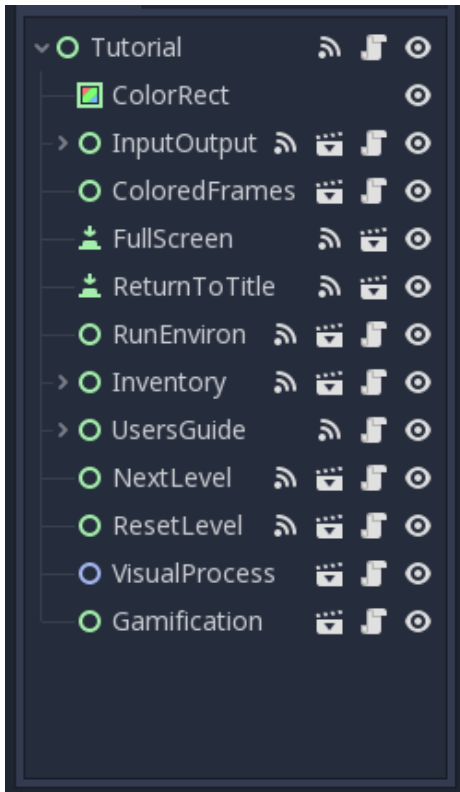 Tutorial
ColorRect
InputOutput
ColoredFrames
FullScreen
ReturnToTitle
RunEnviron
Inventory
UsersGuide
NextLevel
ResetLevel
VisualProcess
Gamification